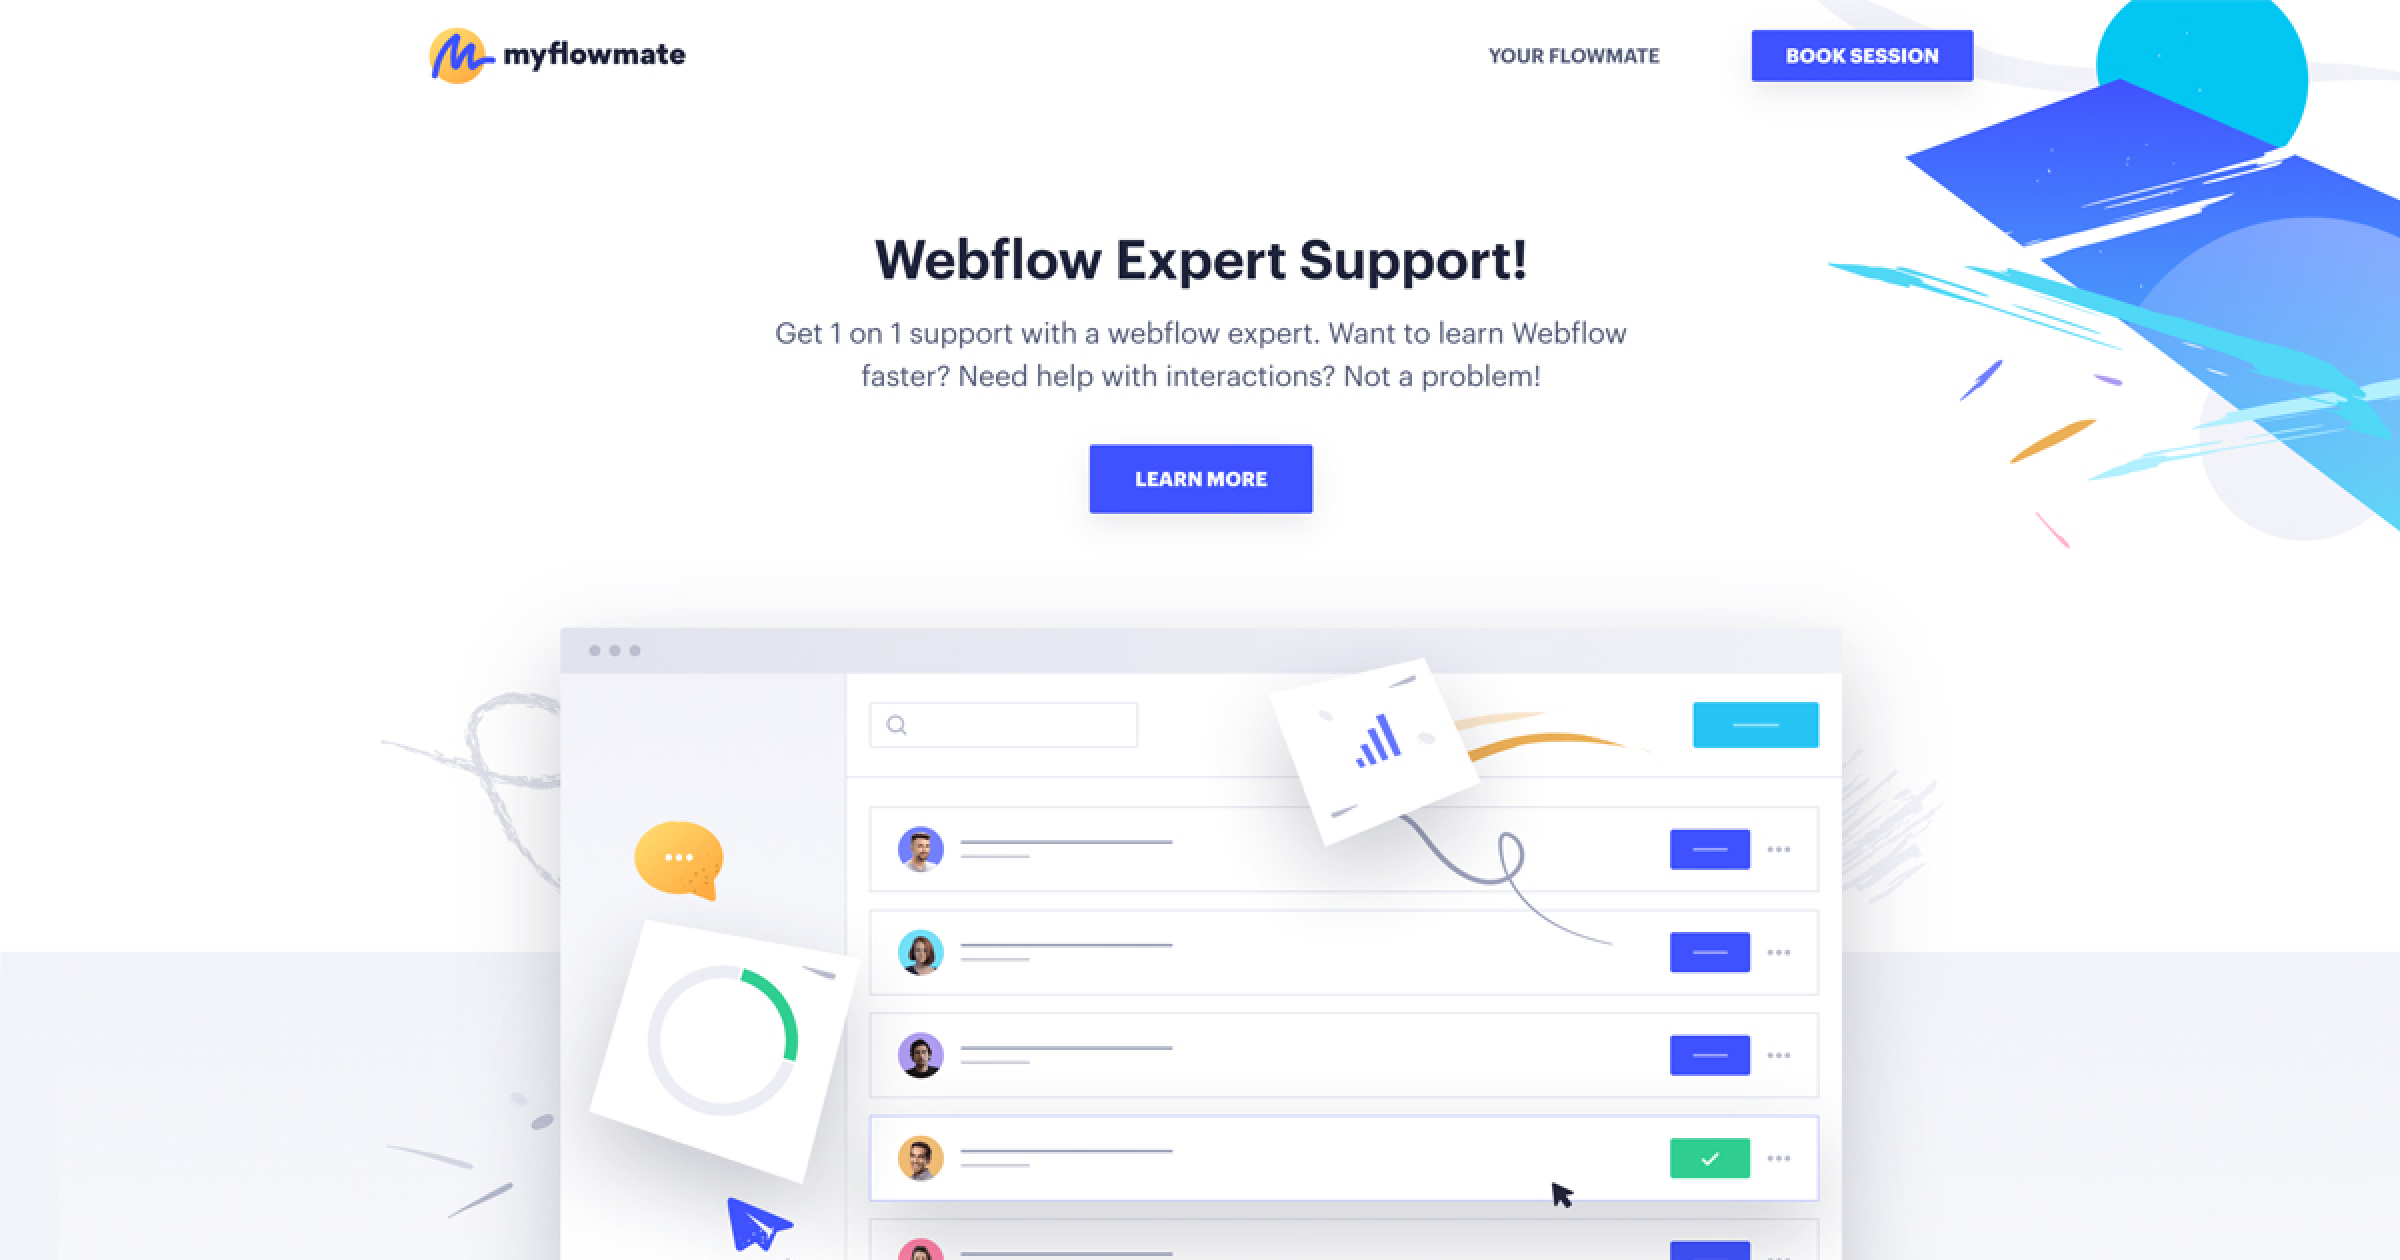 myflowmate
YOUR FLOWMATE
BOOK SESSION
Webflow Expert Support!
Get 1 on 1 support with a webflow expert. Want to learn Webflow
faster? Need help with interactions? Not a problem!
LEARN MORE